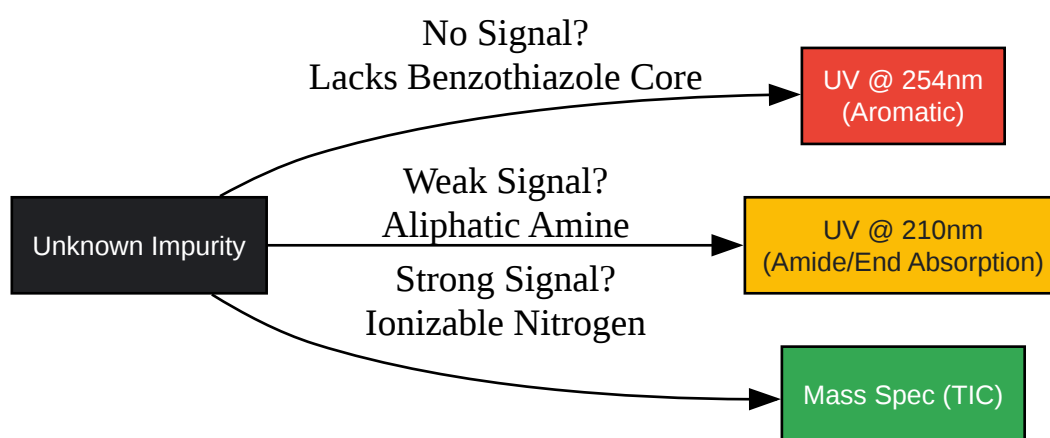 No Signal?
Lacks Benzothiazole Core
UV @ 254nm
(Aromatic)
Unknown Impurity
Weak Signal?
Aliphatic Amine
UV @ 210nm
(Amide/End Absorption)
Strong Signal?
Ionizable Nitrogen
Mass Spec (TIC)